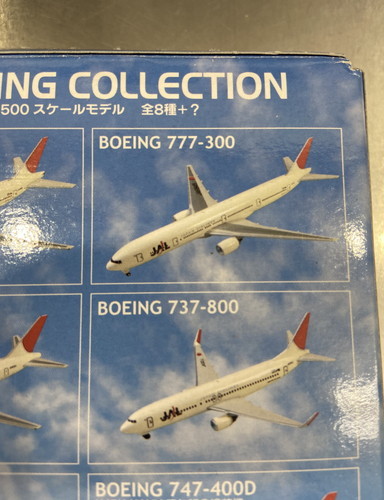 ING COLLECTION
500 スケールモデル 全8種+?
BOEING 777-300
JAL
BOEING 737-800
JAL
BOEING 747-400D